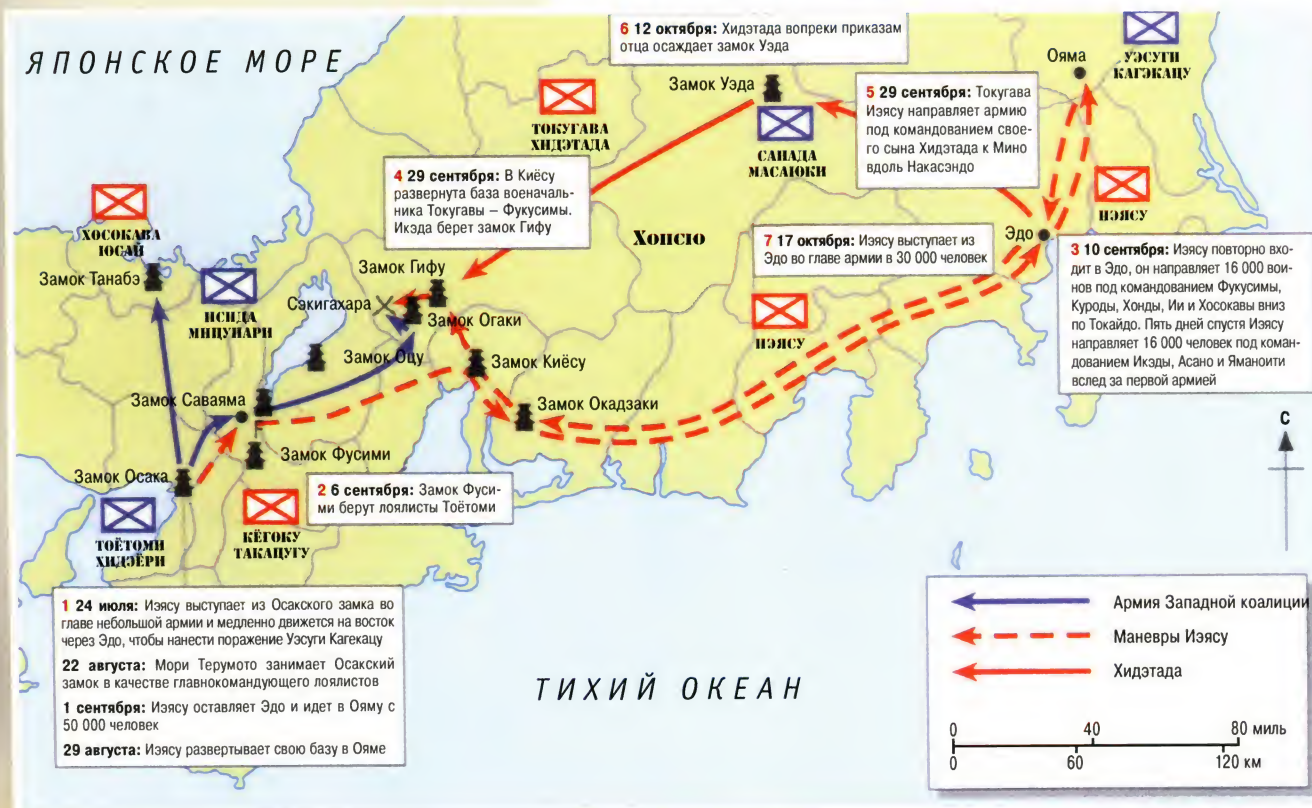 ЯПОНСКОЕ МОРЕ
6 12 октября: Хидэтада вопреки приказам
отца осаждает замок Уэда
Замок Уэда
Ояма
УЭСУГИ
КАГЭКАЦУ
ТОКУГАВА
ХИДЭТАДА
САНАДА
МАСАЮКИ
5 29 сентября: Токугава
Иэясу направляет армию
под командованием свое-
го сына Хидэтада к Мино
вдоль Накасэндо
4 29 сентября: В Киёсу
развернута база военачаль-
ника Токугавы – Фукусимы.
Икэда берет замок Гифу
ХОСОКАВА
ЮСАЙ
Замок Танабэ
ИСИДА
МИЦУНАРИ
Хонсю
ИЭЯСУ
Эдо
7 17 октября: Иэясу выступает из
Эдо во главе армии в 30 000 человек
3 10 сентября: Иэясу повторно вхо-
дит в Эдо, он направляет 16 000 вои-
нов под командованием Фукусимы,
Куроды, Хонды, Ии и Хосокавы вниз
по Токайдо. Пять дней спустя Иэясу
направляет 16 000 человек под коман-
дованием Икэды, Асано и Яманоити
вслед за первой армией
Замок Гифу
Сэкигахара
Замок Огаки
ИЭЯСУ
Замок Оцу
Замок Киёсу
Замок Саваяма
Замок Окадзаки
Замок Фусими
Замок Осака
С
2 6 сентября: Замок Фуси-
ми берут лоялисты Тоётоми
ТОЁТОМИ
ХИДЭЁРИ
КЁГОКУ
ТАКАЦУГУ
1 24 июля: Иэясу выступает из Осакского замка во
главе небольшой армии и медленно движется на восток
через Эдо, чтобы нанести поражение Уэсуги Кагекацу
22 августа: Мори Терумото занимает Осакский
замок в качестве главнокомандующего лоялистов
1 сентября: Иэясу оставляет Эдо и идет в Ояму с
50 000 человек
29 августа: Иэясу развертывает свою базу в Ояме
ТИХИЙ ОКЕАН
Армия Западной коалиции
Маневры Иэясу
Хидэтада
0 40 80 миль
0 60 120 км